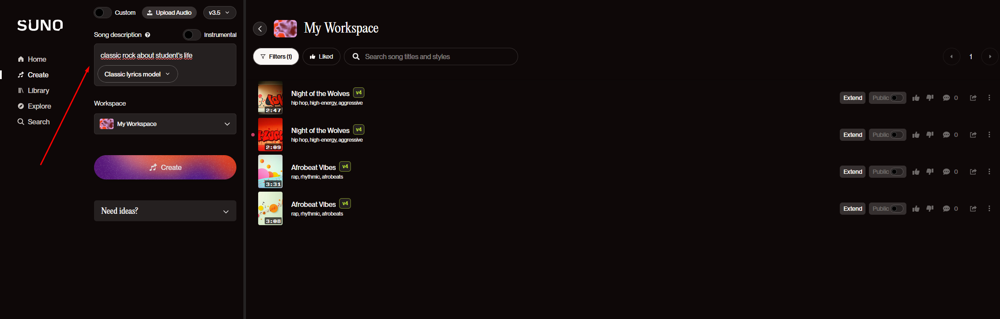 SUNO
Home
Create
Library
Explore
Search
Custom
Upload Audio
v3.5
Song description
Instrumental
classic rock about student's life
Classic lyrics model
Workspace
My Workspace
Create
Need ideas?
My Workspace
Filters (1)
Liked
Search song titles and styles
1
2:47
Night of the Wolves v4
hip hop, high-energy, aggressive
Extend Public 0
2:09
Night of the Wolves v4
hip hop, high-energy, aggressive
Extend Public 0
3:31
Afrobeat Vibes v4
rap, rhythmic, afrobeats
Extend Public 0
3:08
Afrobeat Vibes v4
rap, rhythmic, afrobeats
Extend Public 0